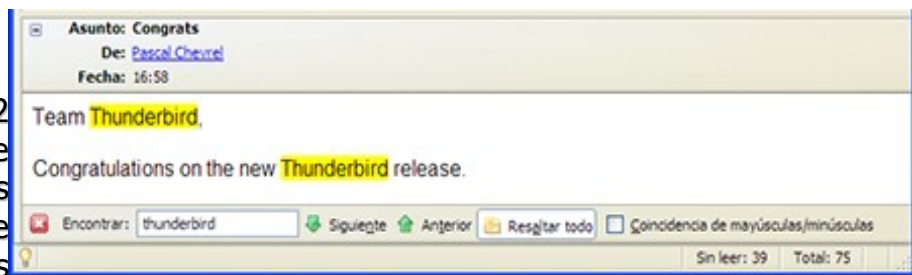 Asunto: Congrats
De: Pascal Chevrel
Fecha: 16:58
2
Team Thunderbird,
e
Congratulations on the new Thunderbird release.
s
e
Encontrar: thunderbird Siguiente Anterior Resaltar todo Coincidencia de mayúsculas/minúsculas
s
Sin leer: 39 Total: 75